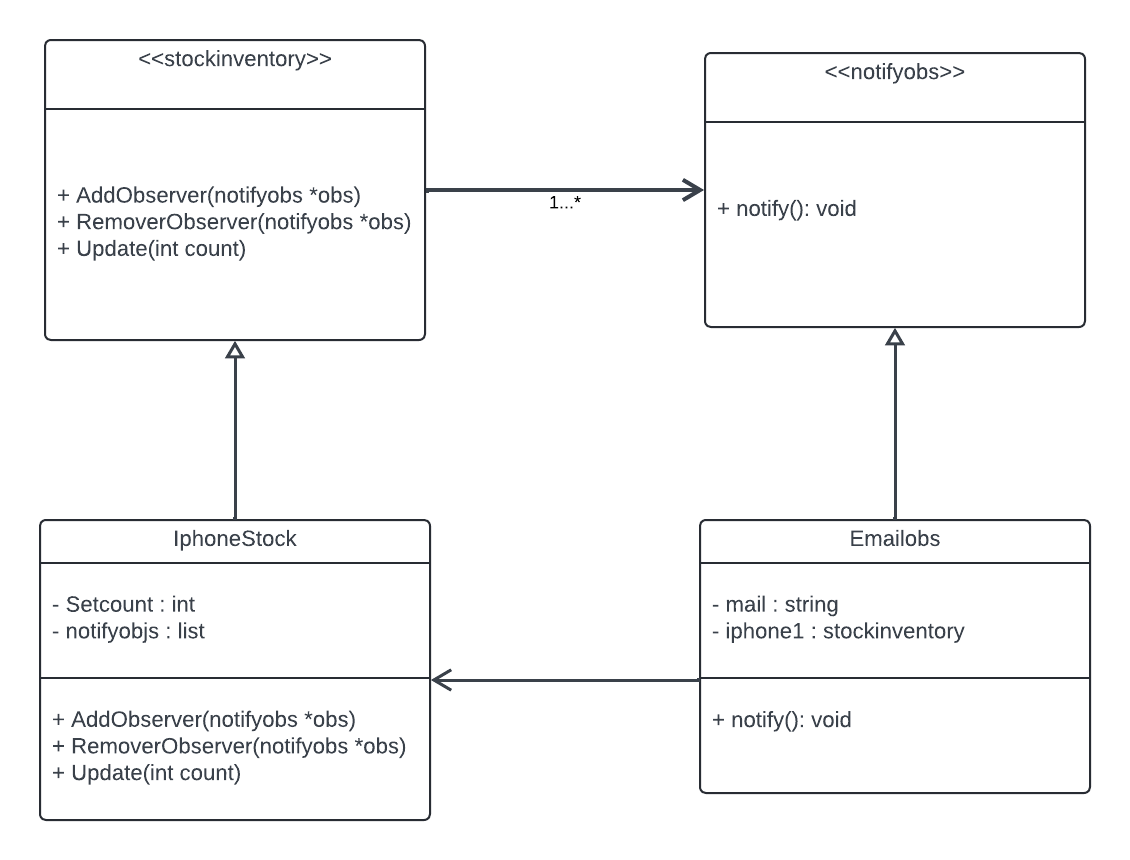 <<stockinventory>>
+ AddObserver(notifyobs *obs)
+ RemoverObserver(notifyobs *obs)
+ Update(int count)
1...*
<<notifyobs>>
+ notify(): void
IphoneStock
- Setcount : int
- notifyobjs : list
+ AddObserver(notifyobs *obs)
+ RemoverObserver(notifyobs *obs)
+ Update(int count)
Emailobs
- mail : string
- iphone1 : stockinventory
+ notify(): void